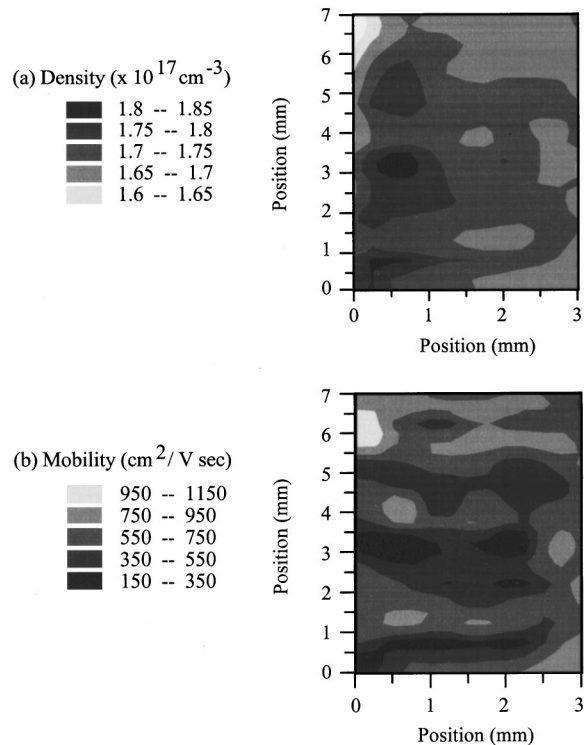 (a) Density (x 10 17 cm-3)
1.8 -- 1.85
1.75 -- 1.8
1.7 -- 1.75
1.65 -- 1.7
1.6 -- 1.65
Position (mm)
7
6
5
4
3
2
1
0
0 1 2 3
Position (mm)
(b) Mobility (cm2/ V sec)
950 -- 1150
750 -- 950
550 -- 750
350 -- 550
150 -- 350
Position (mm)
7
6
5
4
3
2
1
0
0 1 2 3
Position (mm)